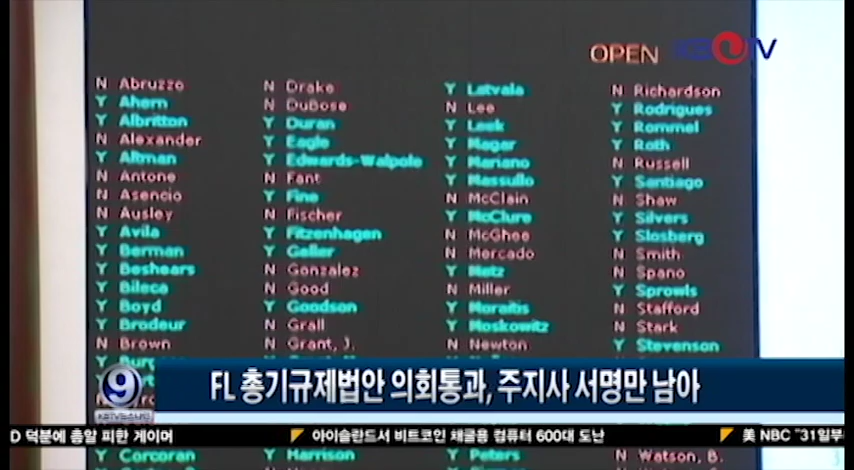 OPEN
N Abruzzo
Y Ahern
Y Albritton
N Alexander
Y Altman
N Antone
N Asencio
N Ausley
Y Avila
Y Berman
Y Beshears
Y Bileca
Y Boyd
Y Brodeur
N Brown
N Drake
N DuBose
Y Duran
Y Eagle
Y Edwards-Walpole
N Fant
Y Fine
N Fischer
Y Fitzenhagen
Y Geller
N Gonzalez
N Good
Y Goodson
N Grall
N Grant, J.
Y Latvala
N Lee
Y Leek
Y Magar
Y Mariano
Y Massullo
N McClain
Y McClure
N McGhee
N Mercado
Y Metz
N Miller
Y Moraitis
Y Moskowitz
N Newton
N Richardson
Y Rodrigues
Y Rommel
Y Roth
N Russell
Y Santiago
N Shaw
Y Silvers
Y Slosberg
N Smith
N Spano
Y Sprowls
N Stafford
N Stark
Y Stevenson
9
FL 총기규제법안 의회통과, 주지사 서명만 남아
D 덕분에 총알 피한 게이머
아이슬란드서 비트코인 채굴용 컴퓨터 600대 도난
美 NBC "31일부
Y Corcoran
Y Harrison
Y Peters
N Watson, B.